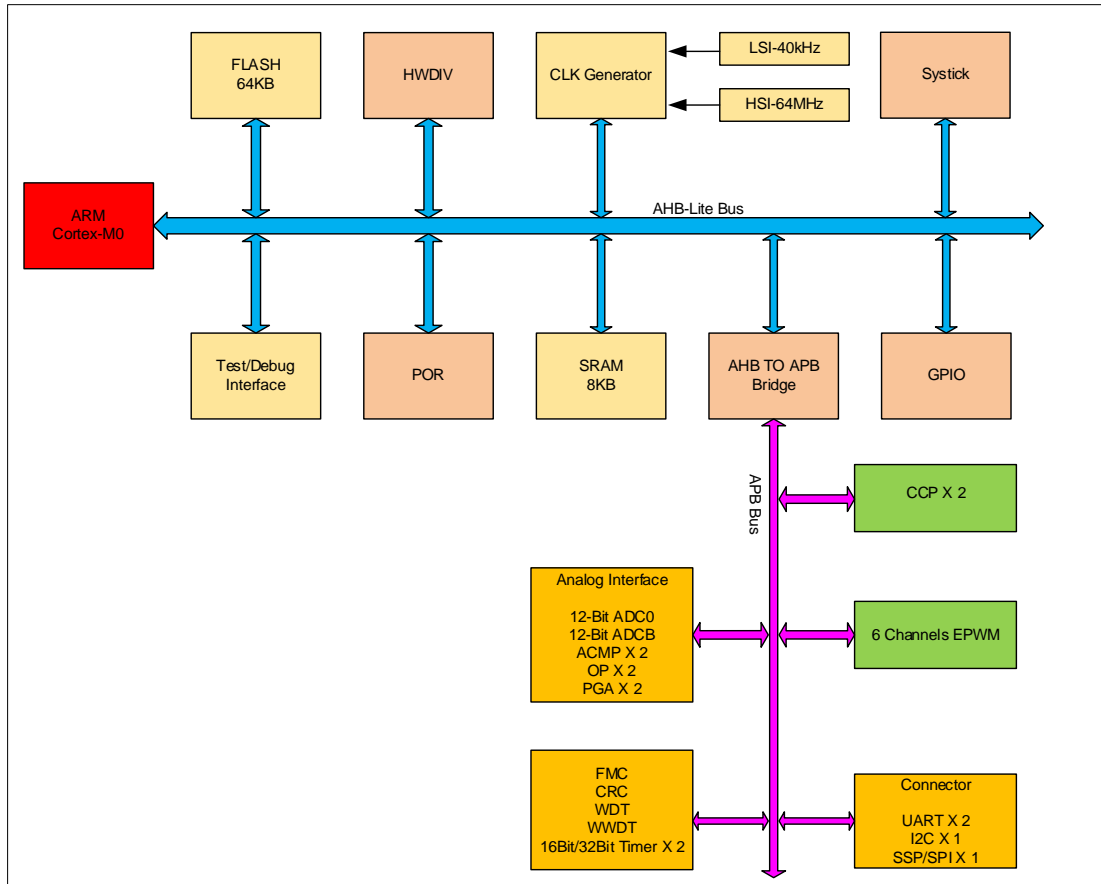 FLASH
64KB
HWDIV
CLK Generator
LSI-40kHz
HSI-64MHz
Systick
ARM
Cortex-M0
AHB-Lite Bus
Test/Debug
Interface
POR
SRAM
8KB
AHB TO APB
Bridge
GPIO
APB Bus
CCP X 2
Analog Interface
12-Bit ADC0
12-Bit ADCB
ACMP X 2
OP X 2
PGA X 2
6 Channels EPWM
FMC
CRC
WDT
WWDT
16Bit/32Bit Timer X 2
Connector
UART X 2
I2C X 1
SSP/SPI X 1